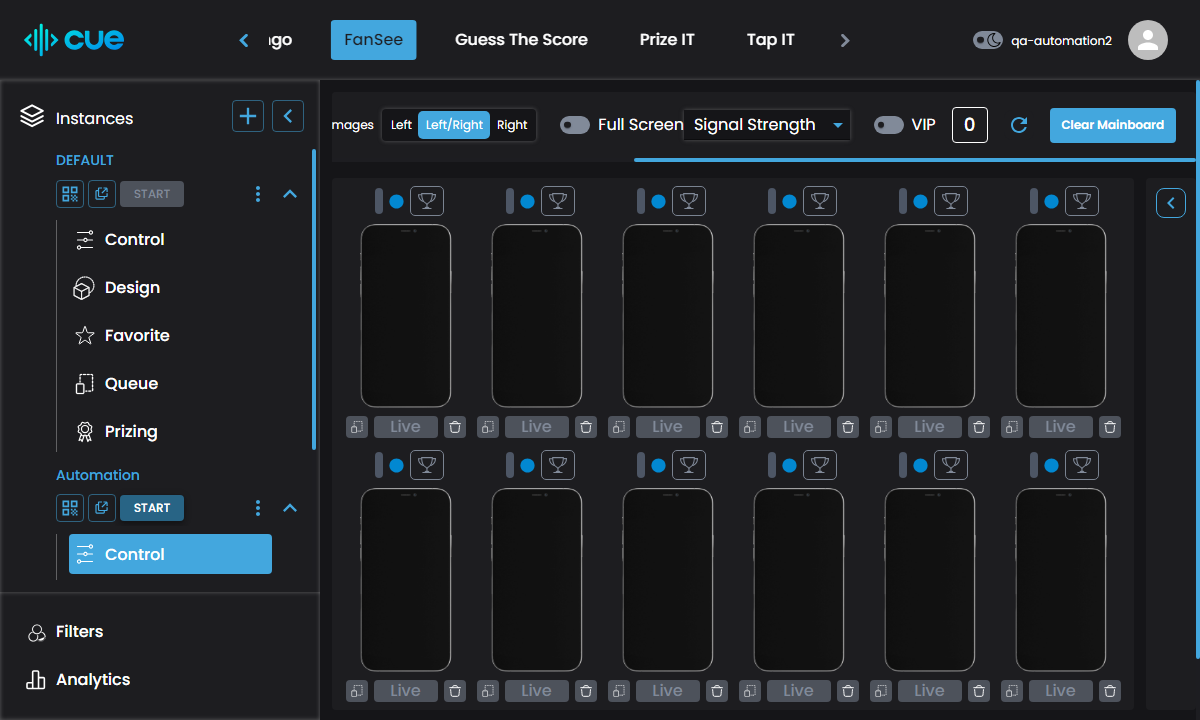 cue
ngo
FanSee
Guess The Score
Prize IT
Tap IT
qa-automation2
Instances
mages
Left
Left/Right
Right
Full Screen
Signal Strength
VIP
0
Clear Mainboard
DEFAULT
START
Control
Design
Favorite
Queue
Prizing
Automation
START
Control
Filters
Analytics
Live
Live
Live
Live
Live
Live
Live
Live
Live
Live
Live
Live